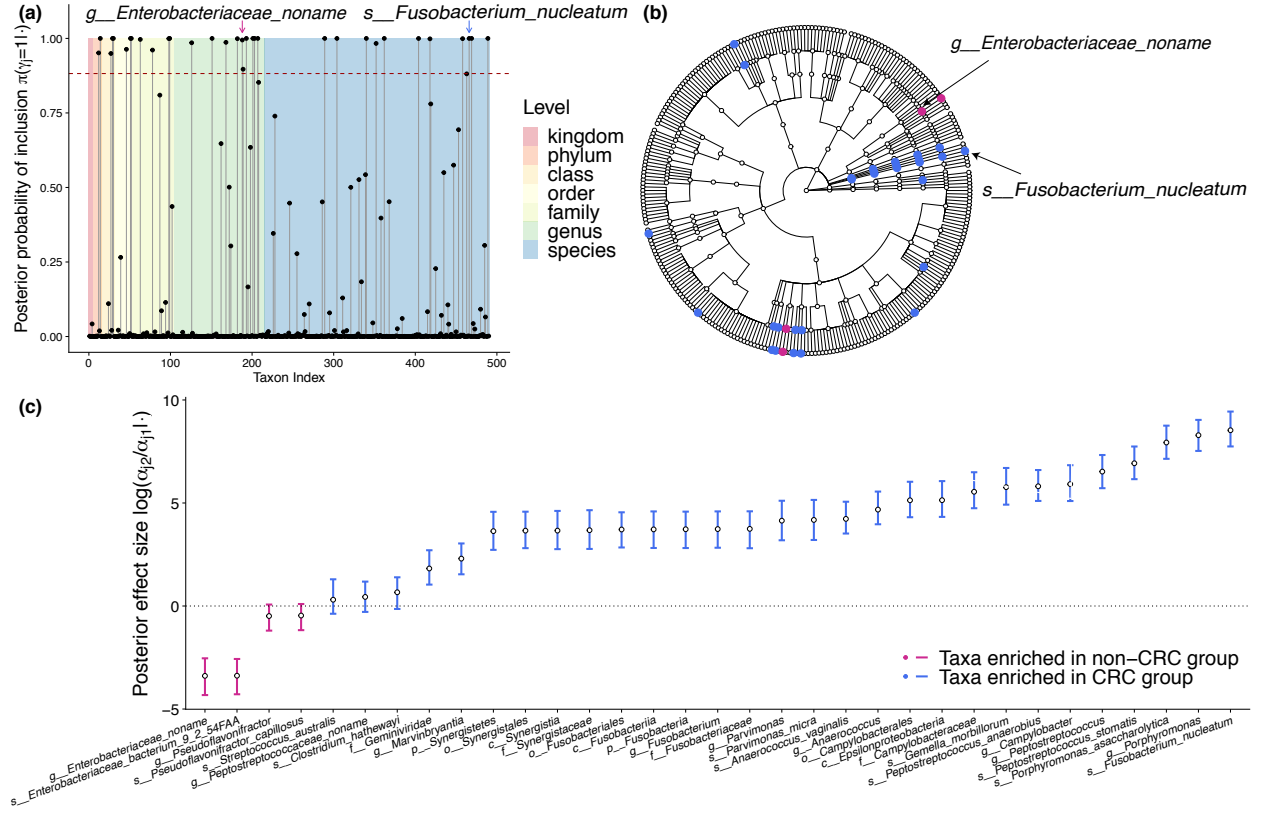 (a)
g__Enterobacteriaceae_noname
s__Fusobacterium_nucleatum
Posterior probability of inclusion π(γj=1|·)
1.00
0.75
0.50
0.25
0.00
0
100
200
300
400
500
Taxon Index
Level
kingdom
phylum
class
order
family
genus
species
(b)
g__Enterobacteriaceae_noname
s__Fusobacterium_nucleatum
(c)
Posterior effect size log(αj2/αj1|·)
10
5
0
−5
Taxa enriched in non−CRC group
Taxa enriched in CRC group
g__Enterobacteriaceae_noname
s__Enterobacteriaceae_bacterium_9_2_54FAA
g__Pseudoflavonifractor
s__Pseudoflavonifractor_capillosus
s__Streptococcus_australis
g__Peptostreptococcaceae_noname
s__Clostridium_hathewayi
f__Geminiviridae
g__Marvinbryantia
p__Synergistetes
o__Synergistales
c__Synergistia
f__Synergistaceae
o__Fusobacteriales
c__Fusobacteriia
p__Fusobacteria
g__Fusobacterium
f__Fusobacteriaceae
g__Parvimonas
s__Parvimonas_micra
s__Anaerococcus_vaginalis
g__Anaerococcus
o__Campylobacterales
c__Epsilonproteobacteria
f__Campylobacteraceae
s__Gemella_morbillorum
s__Peptostreptococcus_anaerobius
g__Campylobacter
g__Peptostreptococcus
s__Peptostreptococcus_stomatis
s__Porphyromonas_asaccharolytica
g__Porphyromonas
s__Fusobacterium_nucleatum